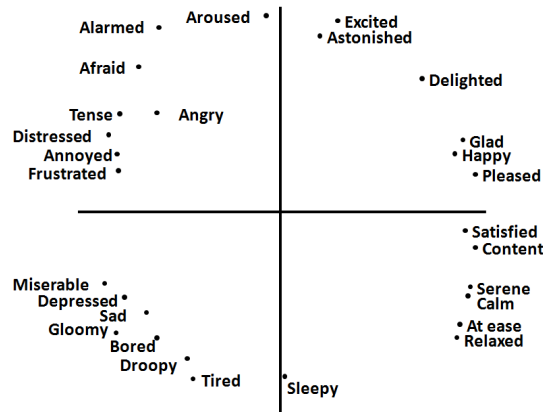 Aroused
Excited
Alarmed
Astonished
Afraid
Delighted
Tense
Angry
Distressed
Glad
Annoyed
Happy
Frustrated
Pleased
Satisfied
Content
Miserable
Serene
Depressed
Calm
Sad
Gloomy
At ease
Bored
Relaxed
Droopy
Tired
Sleepy